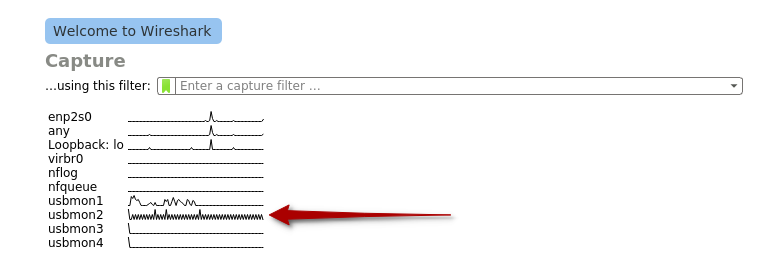 Welcome to Wireshark
Capture
...using this filter: Enter a capture filter ...
enp2s0
any
Loopback: lo
virbr0
nflog
nfqueue
usbmon1
usbmon2
usbmon3
usbmon4